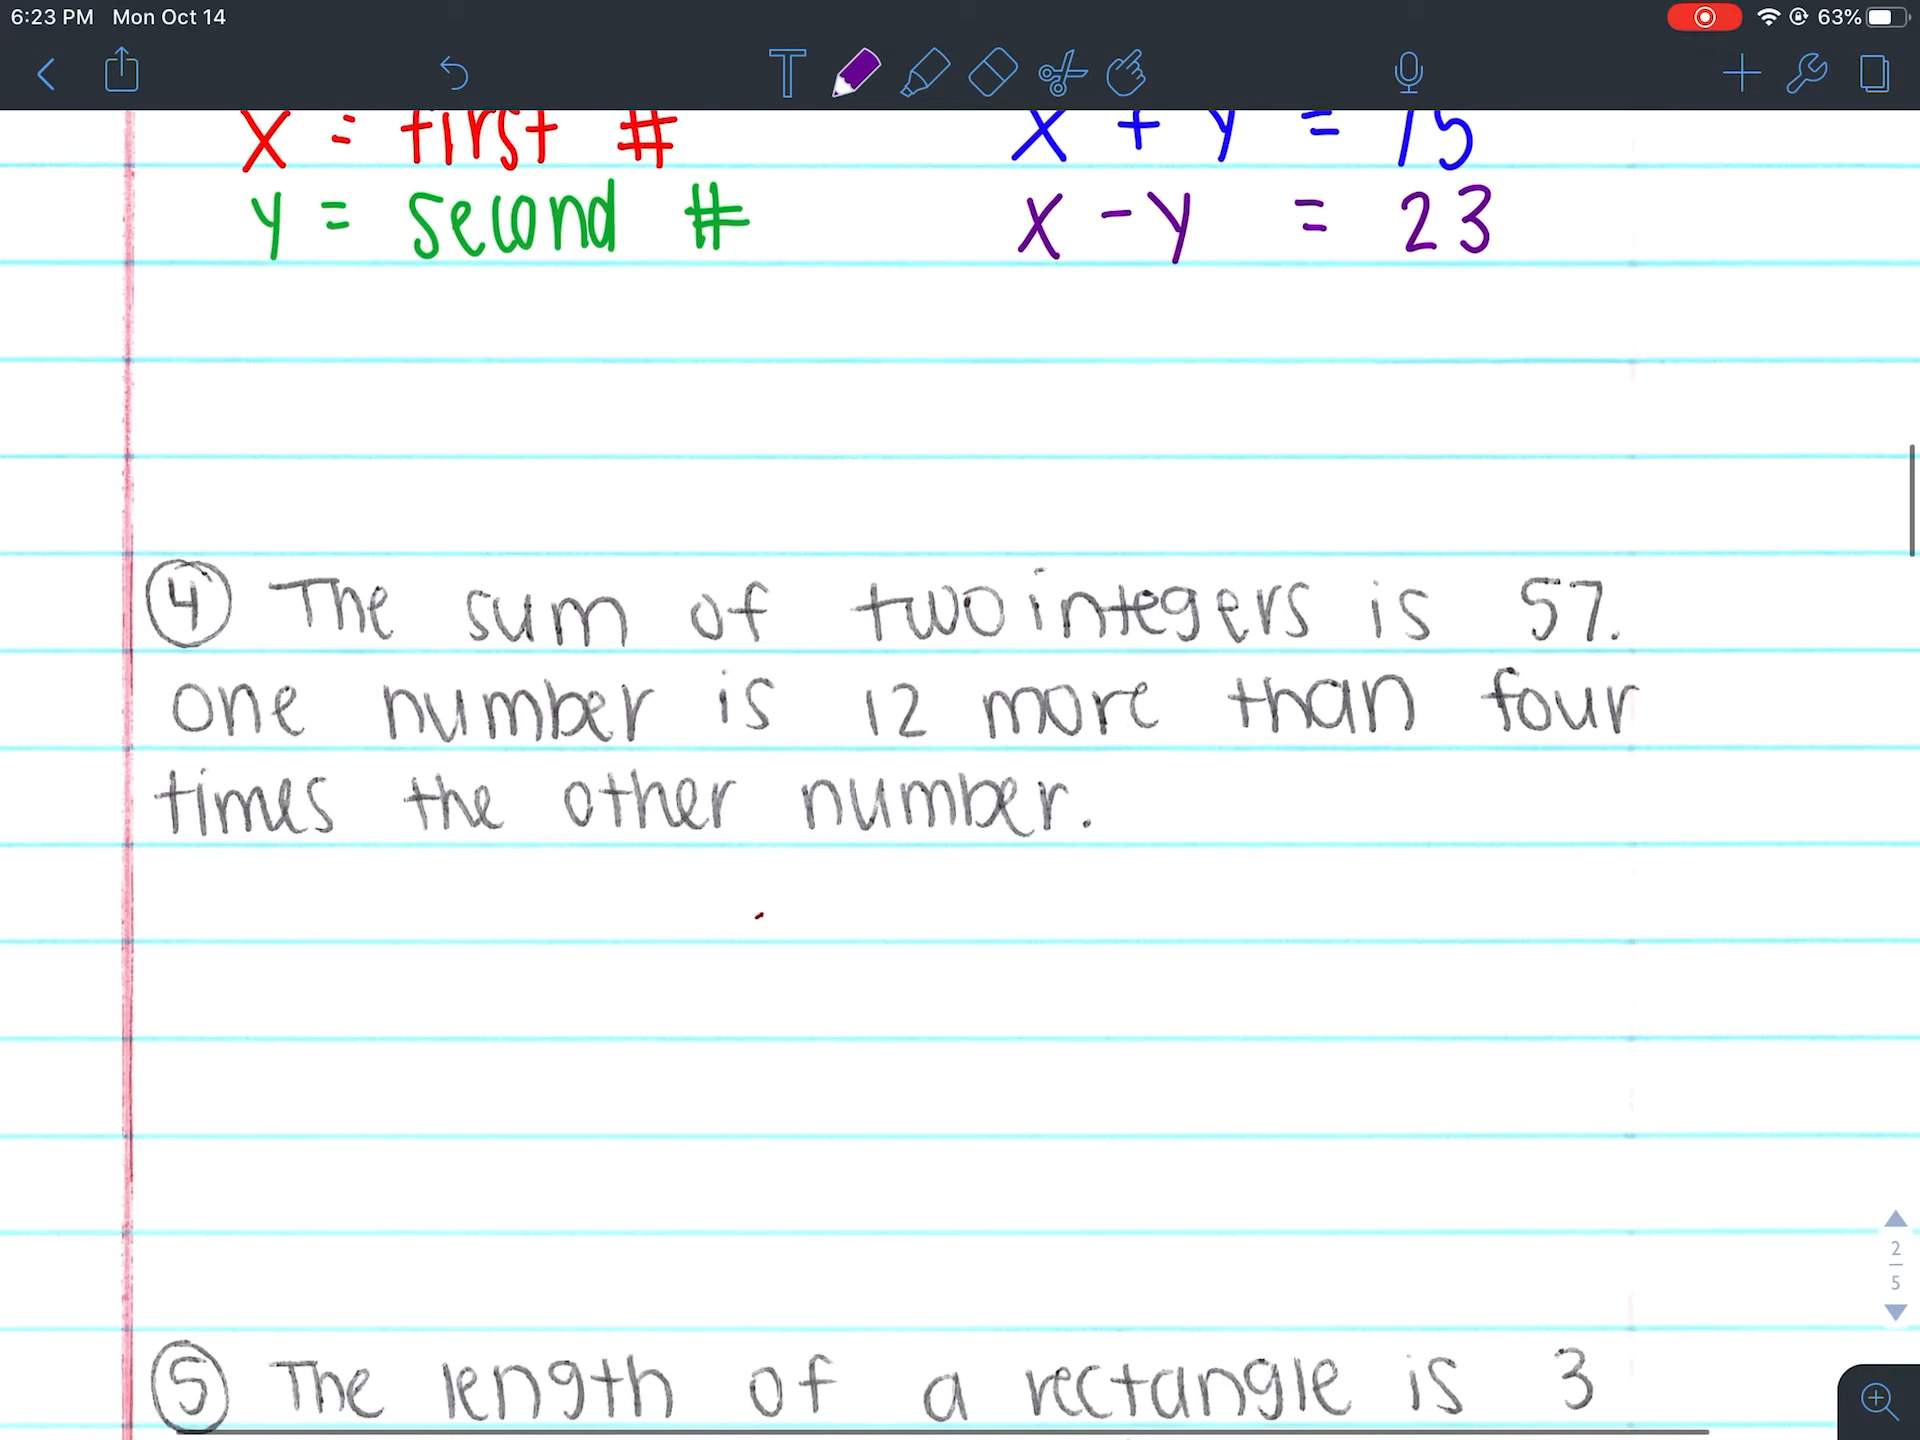 6:23 PM Mon Oct 14 63%
x = first # x + y = 15
y = second # x - y = 23
4 The sum of two integers is 57.
one number is 12 more than four
times the other number.
2
5
5 The length of a rectangle is 3